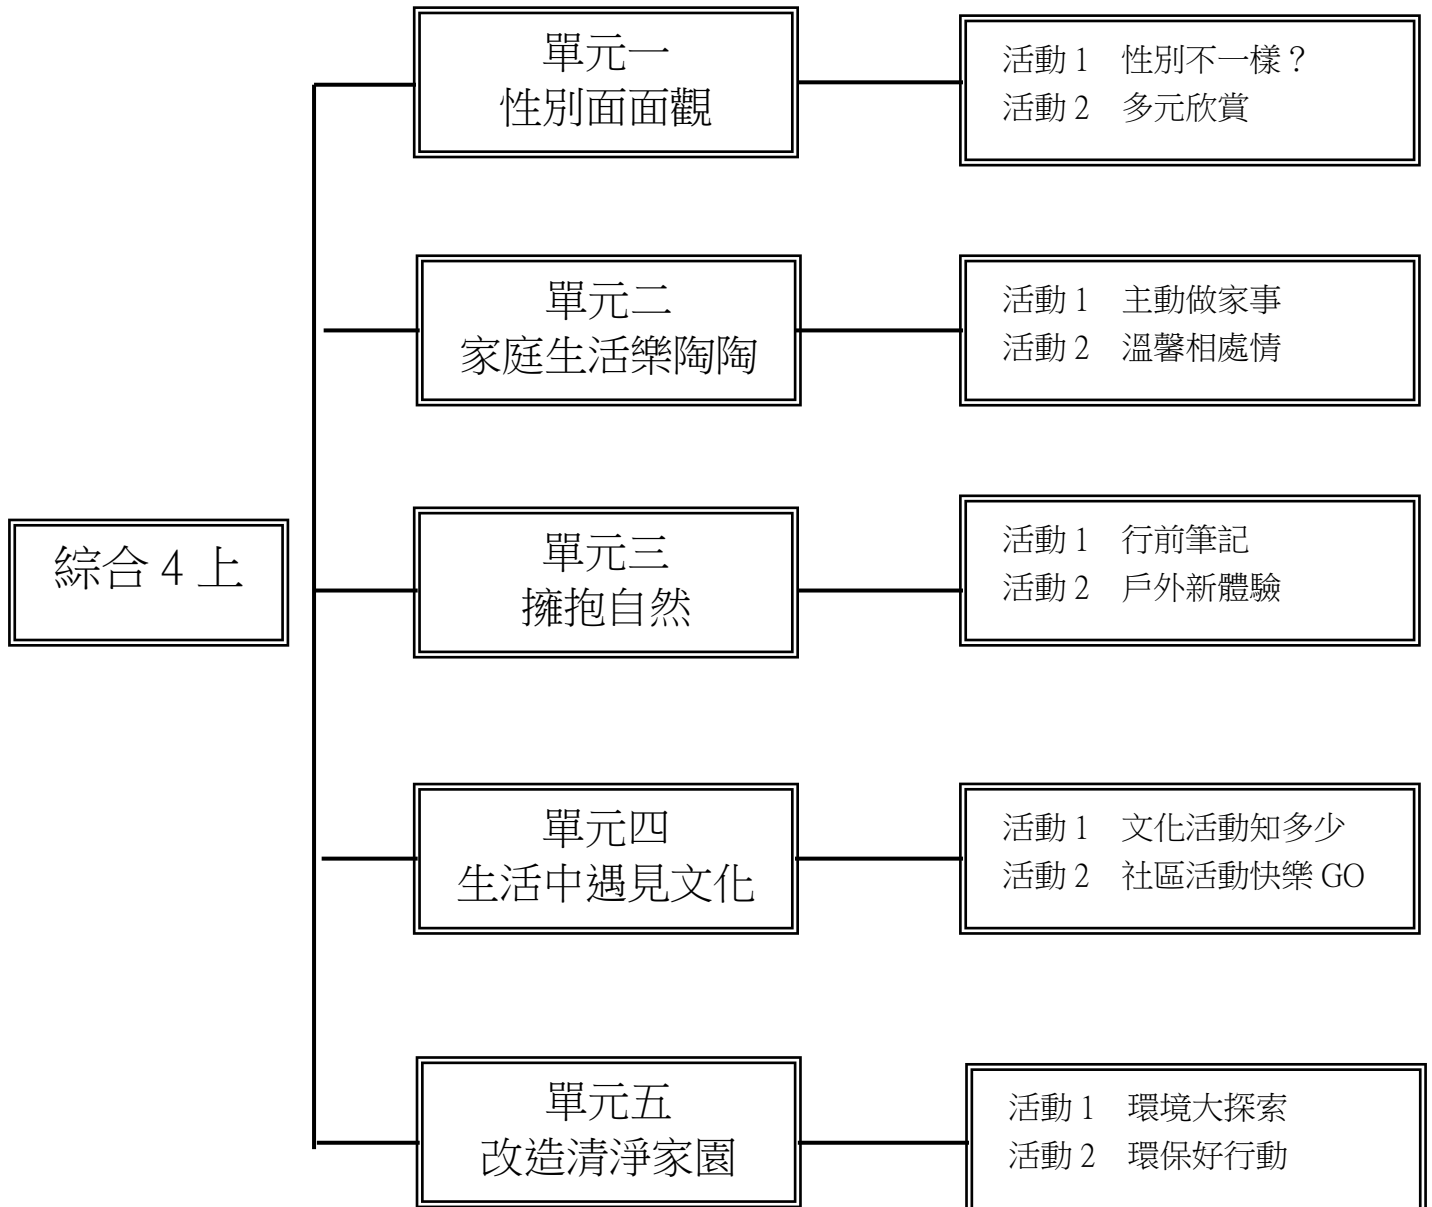 單元一
性別面面觀
活動 1　性別不一樣？
活動 2　多元欣賞
單元二
家庭生活樂陶陶
活動 1　主動做家事
活動 2　溫馨相處情
綜合 4 上
單元三
擁抱自然
活動 1　行前筆記
活動 2　戶外新體驗
單元四
生活中遇見文化
活動 1　文化活動知多少
活動 2　社區活動快樂 GO
單元五
改造清淨家園
活動 1　環境大探索
活動 2　環保好行動